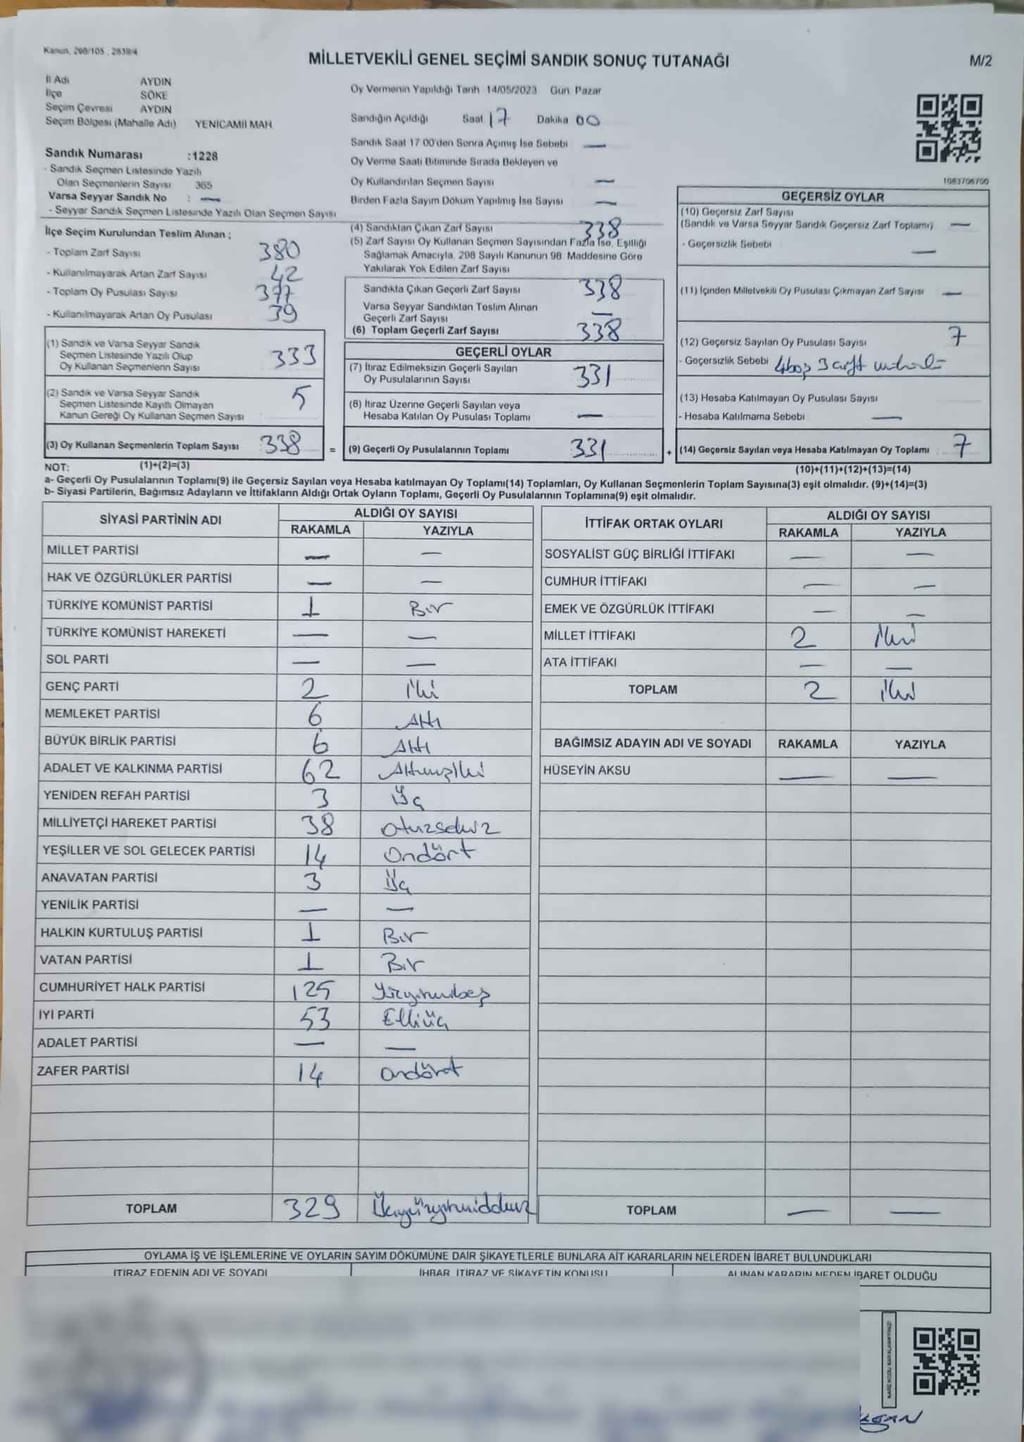 Kanun, 298/105 ; 2839/4
MİLLETVEKİLİ GENEL SEÇİMİ SANDIK SONUÇ TUTANAĞI
M/2
İl Adı AYDIN
İlçe SÖKE
Seçim Çevresi AYDIN
Seçim Bölgesi (Mahalle Adı) YENİCAMİİ MAH
Sandık Numarası :1228
- Sandık Seçmen Listesinde Yazılı
Olan Seçmenlerin Sayısı 365
Varsa Seyyar Sandık No : —
- Seyyar Sandık Seçmen Listesinde Yazılı Olan Seçmen Sayısı
Oy Vermenin Yapıldığı Tarih 14/05/2023 Gün Pazar
Sandığın Açıldığı Saat 17 Dakika 00
Sandık Saat 17.00'den Sonra Açılmış İse Sebebi —
Oy Verme Saati Bitiminde Sırada Bekleyen ve
Oy Kullandırılan Seçmen Sayısı —
Birden Fazla Sayım Döküm Yapılmış İse Sayısı —
1083706700
İlçe Seçim Kurulundan Teslim Alınan ;
- Toplam Zarf Sayısı 380
- Kullanılmayarak Artan Zarf Sayısı 42
- Toplam Oy Pusulası Sayısı 377
- Kullanılmayarak Artan Oy Pusulası 39
(1) Sandık ve Varsa Seyyar Sandık
Seçmen Listesinde Yazılı Olup
Oy Kullanan Seçmenlerin Sayısı 333
(2) Sandık ve Varsa Seyyar Sandık
Seçmen Listesinde Kayıtlı Olmayan
Kanun Gereği Oy Kullanan Seçmen Sayısı 5
(3) Oy Kullanan Seçmenlerin Toplam Sayısı 338 =
(4) Sandıktan Çıkan Zarf Sayısı 338
(5) Zarf Sayısı Oy Kullanan Seçmen Sayısından Fazla İse, Eşitliği
Sağlamak Amacıyla, 298 Sayılı Kanunun 98. Maddesine Göre
Yakılarak Yok Edilen Zarf Sayısı
Sandıkta Çıkan Geçerli Zarf Sayısı 338
Varsa Seyyar Sandıktan Teslim Alınan
Geçerli Zarf Sayısı —
(6) Toplam Geçerli Zarf Sayısı 338
GEÇERLİ OYLAR
(7) İtiraz Edilmeksizin Geçerli Sayılan
Oy Pusulalarının Sayısı 331
(8) İtiraz Üzerine Geçerli Sayılan veya
Hesaba Katılan Oy Pusulası Toplamı —
(9) Geçerli Oy Pusulalarının Toplamı 331 +
GEÇERSİZ OYLAR
(10) Geçersiz Zarf Sayısı
(Sandık ve Varsa Seyyar Sandık Geçersiz Zarf Toplamı) —
- Geçersizlik Sebebi —
(11) İçinden Milletvekili Oy Pusulası Çıkmayan Zarf Sayısı —
(12) Geçersiz Sayılan Oy Pusulası Sayısı 7
- Geçersizlik Sebebi 4 boş 3 çift
(13) Hesaba Katılmayan Oy Pusulası Sayısı
- Hesaba Katılmama Sebebi —
(14) Geçersiz Sayılan veya Hesaba Katılmayan Oy Toplamı 7
NOT: (1)+(2)=(3)
(10)+(11)+(12)+(13)=(14)
a- Geçerli Oy Pusulalarının Toplamı(9) ile Geçersiz Sayılan veya Hesaba katılmayan Oy Toplamı(14) Toplamları, Oy Kullanan Seçmenlerin Toplam Sayısına(3) eşit olmalıdır. (9)+(14)=(3)
b- Siyasi Partilerin, Bağımsız Adayların ve İttifakların Aldığı Ortak Oyların Toplamı, Geçerli Oy Pusulalarının Toplamına(9) eşit olmalıdır.
SİYASİ PARTİNİN ADI ALDIĞI OY SAYISI
RAKAMLA YAZIYLA
MİLLET PARTİSİ — —
HAK VE ÖZGÜRLÜKLER PARTİSİ — —
TÜRKİYE KOMÜNİST PARTİSİ 1 Bir
TÜRKİYE KOMÜNİST HAREKETİ — —
SOL PARTİ — —
GENÇ PARTİ 2 İki
MEMLEKET PARTİSİ 6 Altı
BÜYÜK BİRLİK PARTİSİ 6 Altı
ADALET VE KALKINMA PARTİSİ 62 Altmışiki
YENİDEN REFAH PARTİSİ 3 Üç
MİLLİYETÇİ HAREKET PARTİSİ 38 otuzsekiz
YEŞİLLER VE SOL GELECEK PARTİSİ 14 Ondört
ANAVATAN PARTİSİ 3 Üç
YENİLİK PARTİSİ — —
HALKIN KURTULUŞ PARTİSİ 1 Bir
VATAN PARTİSİ 1 Bir
CUMHURİYET HALK PARTİSİ 125 Yüzyirmibeş
İYİ PARTİ 53 Elliüç
ADALET PARTİSİ — —
ZAFER PARTİSİ 14 ondört
TOPLAM 329 Üçyüzyirmidokuz
İTTİFAK ORTAK OYLARI ALDIĞI OY SAYISI
RAKAMLA YAZIYLA
SOSYALİST GÜÇ BİRLİĞİ İTTİFAKI — —
CUMHUR İTTİFAKI — —
EMEK VE ÖZGÜRLÜK İTTİFAKI — —
MİLLET İTTİFAKI 2 İki
ATA İTTİFAKI — —
TOPLAM 2 İki
BAĞIMSIZ ADAYIN ADI VE SOYADI RAKAMLA YAZIYLA
HÜSEYİN AKSU — —
TOPLAM — —
OYLAMA İŞ VE İŞLEMLERİNE VE OYLARIN SAYIM DÖKÜMÜNE DAİR ŞİKAYETLERLE BUNLARA AİT KARARLARIN NELERDEN İBARET BULUNDUKLARI
İTİRAZ EDENİN ADI VE SOYADI İHBAR, İTİRAZ VE ŞİKAYETİN KONUSU ALINAN KARARIN NEDEN İBARET OLDUĞU